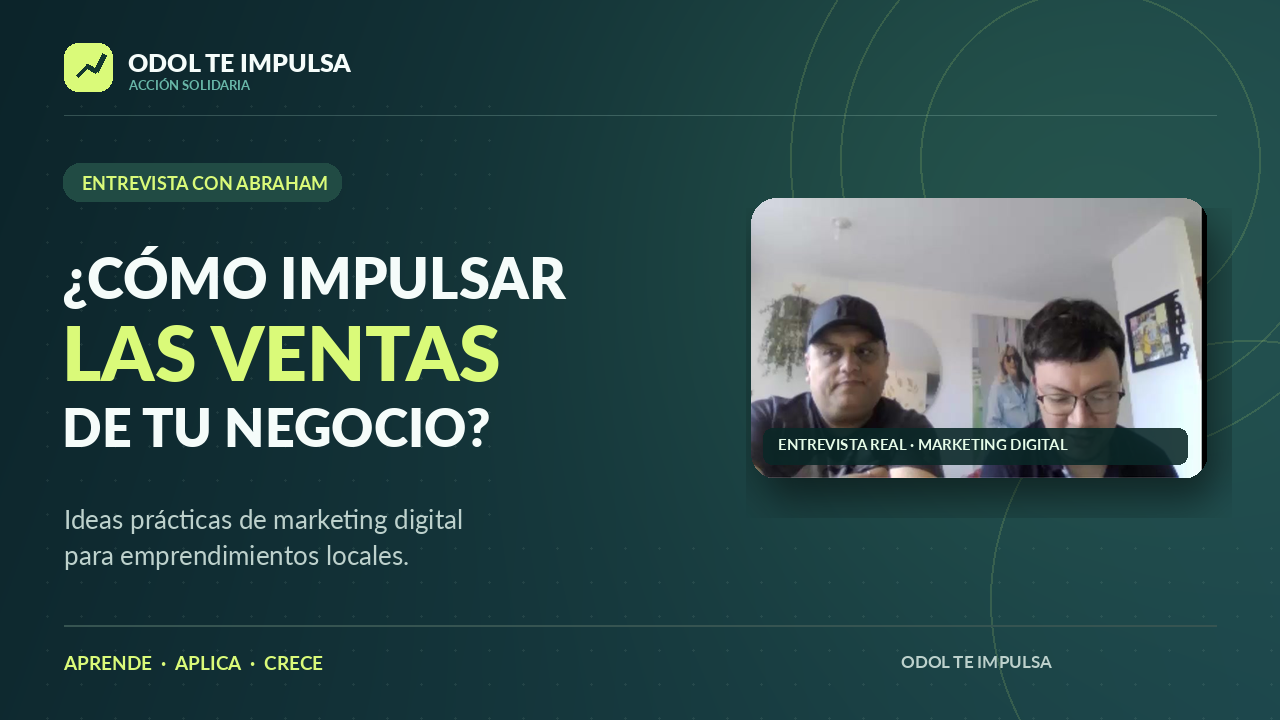 ODOL TE IMPULSA
ACCIÓN SOLIDARIA
ENTREVISTA CON ABRAHAM
¿CÓMO IMPULSAR
LAS VENTAS
DE TU NEGOCIO?
ENTREVISTA REAL · MARKETING DIGITAL
Ideas prácticas de marketing digital
para emprendimientos locales.
APRENDE · APLICA · CRECE
ODOL TE IMPULSA